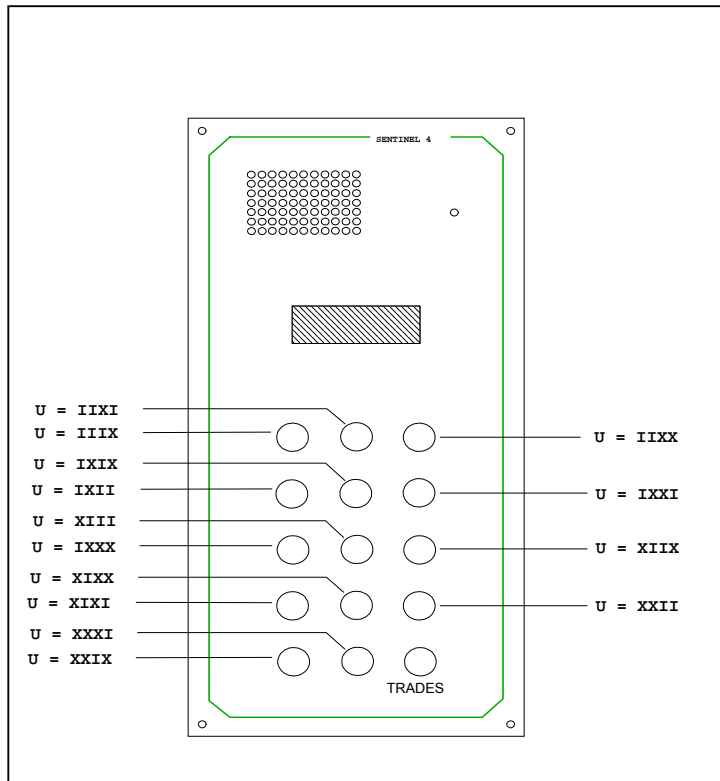 SENTINEL 4
U = IIXI
U = IIIX
U = IIXX
U = IXIX
U = IXII
U = IXXI
U = XIII
U = IXXX
U = XIIX
U = XIXX
U = XIXI
U = XXII
U = XXXI
U = XXIX
TRADES